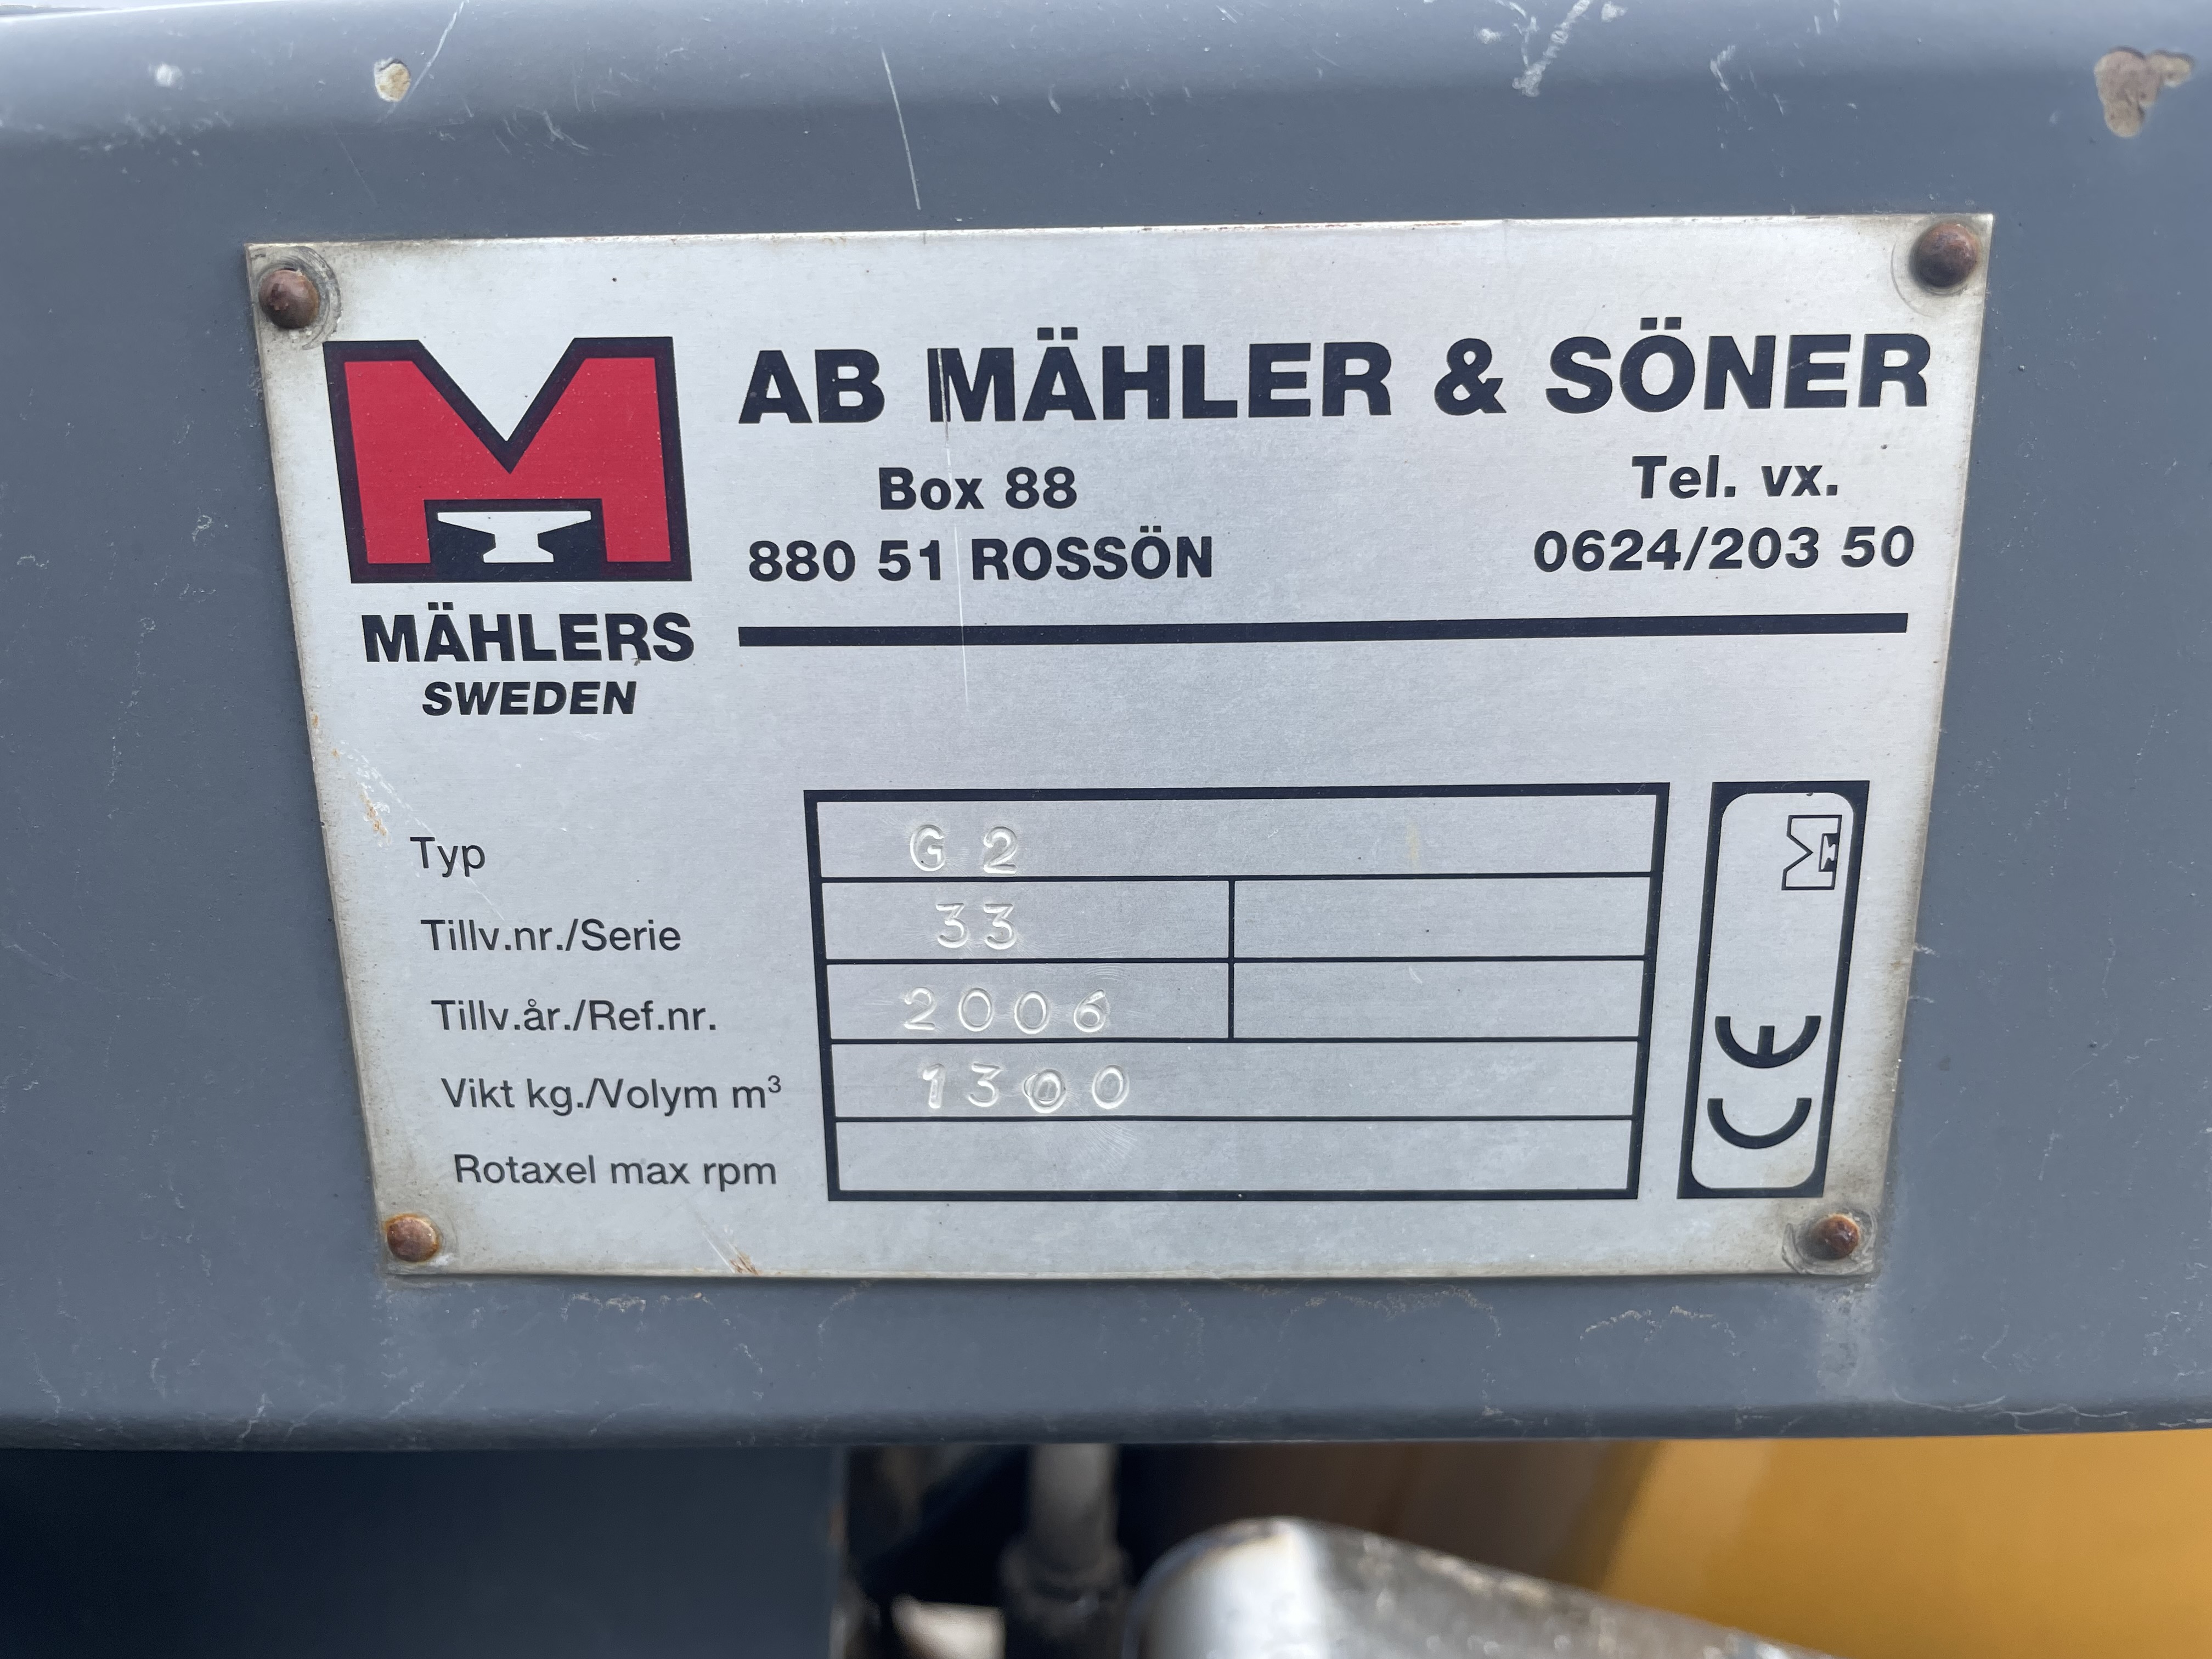 AB MÄHLER & SÖNER
Box 88
Tel. vx.
880 51 ROSSÖN
0624/203 50
MÄHLERS
SWEDEN
Typ G 2
Tillv.nr./Serie 33
Tillv.år./Ref.nr. 2006
Vikt kg./Volym m³ 1300
Rotaxel max rpm
CE